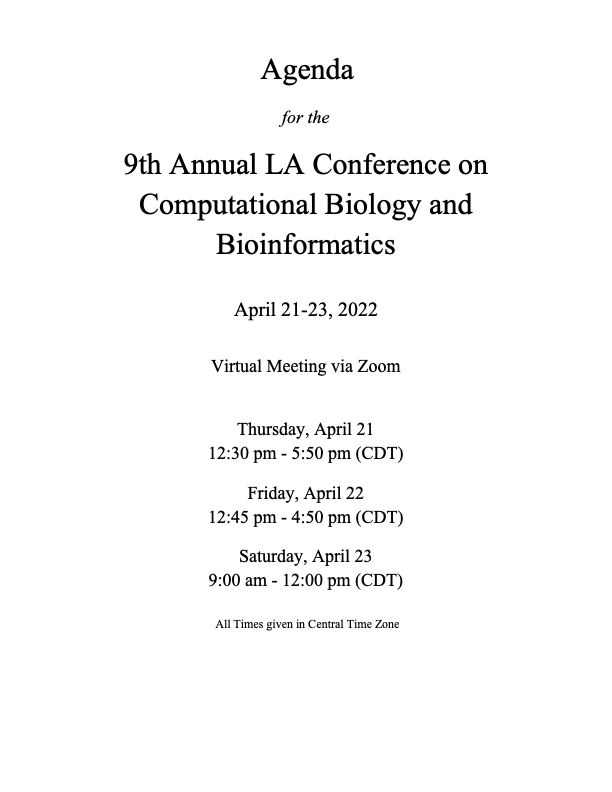 Agenda
for the
9th Annual LA Conference on
Computational Biology and
Bioinformatics
April 21-23, 2022
Virtual Meeting via Zoom
Thursday, April 21
12:30 pm - 5:50 pm (CDT)
Friday, April 22
12:45 pm - 4:50 pm (CDT)
Saturday, April 23
9:00 am - 12:00 pm (CDT)
All Times given in Central Time Zone